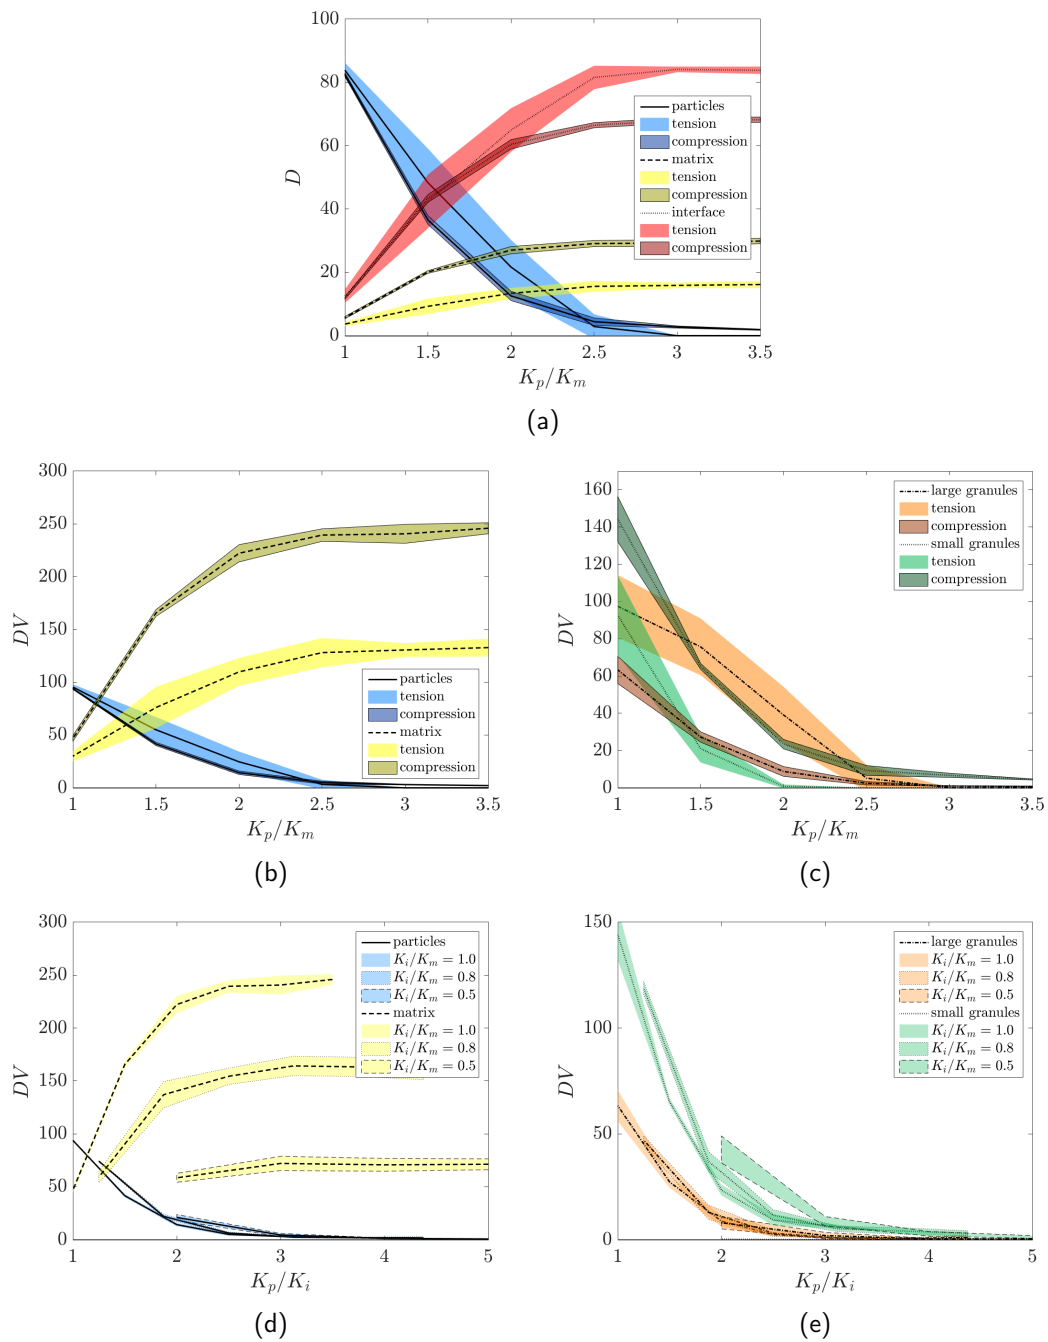 100
80
60
40
20
0
D
1
1.5
2
2.5
3
3.5
K_p/K_m
particles
tension
compression
matrix
tension
compression
interface
tension
compression
(a)
300
250
200
150
100
50
0
DV
1
1.5
2
2.5
3
3.5
K_p/K_m
particles
tension
compression
matrix
tension
compression
(b)
160
140
120
100
80
60
40
20
0
DV
1
1.5
2
2.5
3
3.5
K_p/K_m
large granules
tension
compression
small granules
tension
compression
(c)
300
250
200
150
100
50
0
DV
1
2
3
4
5
K_p/K_i
particles
K_i/K_m = 1.0
K_i/K_m = 0.8
K_i/K_m = 0.5
matrix
K_i/K_m = 1.0
K_i/K_m = 0.8
K_i/K_m = 0.5
(d)
150
100
50
0
DV
1
2
3
4
5
K_p/K_i
large granules
K_i/K_m = 1.0
K_i/K_m = 0.8
K_i/K_m = 0.5
small granules
K_i/K_m = 1.0
K_i/K_m = 0.8
K_i/K_m = 0.5
(e)